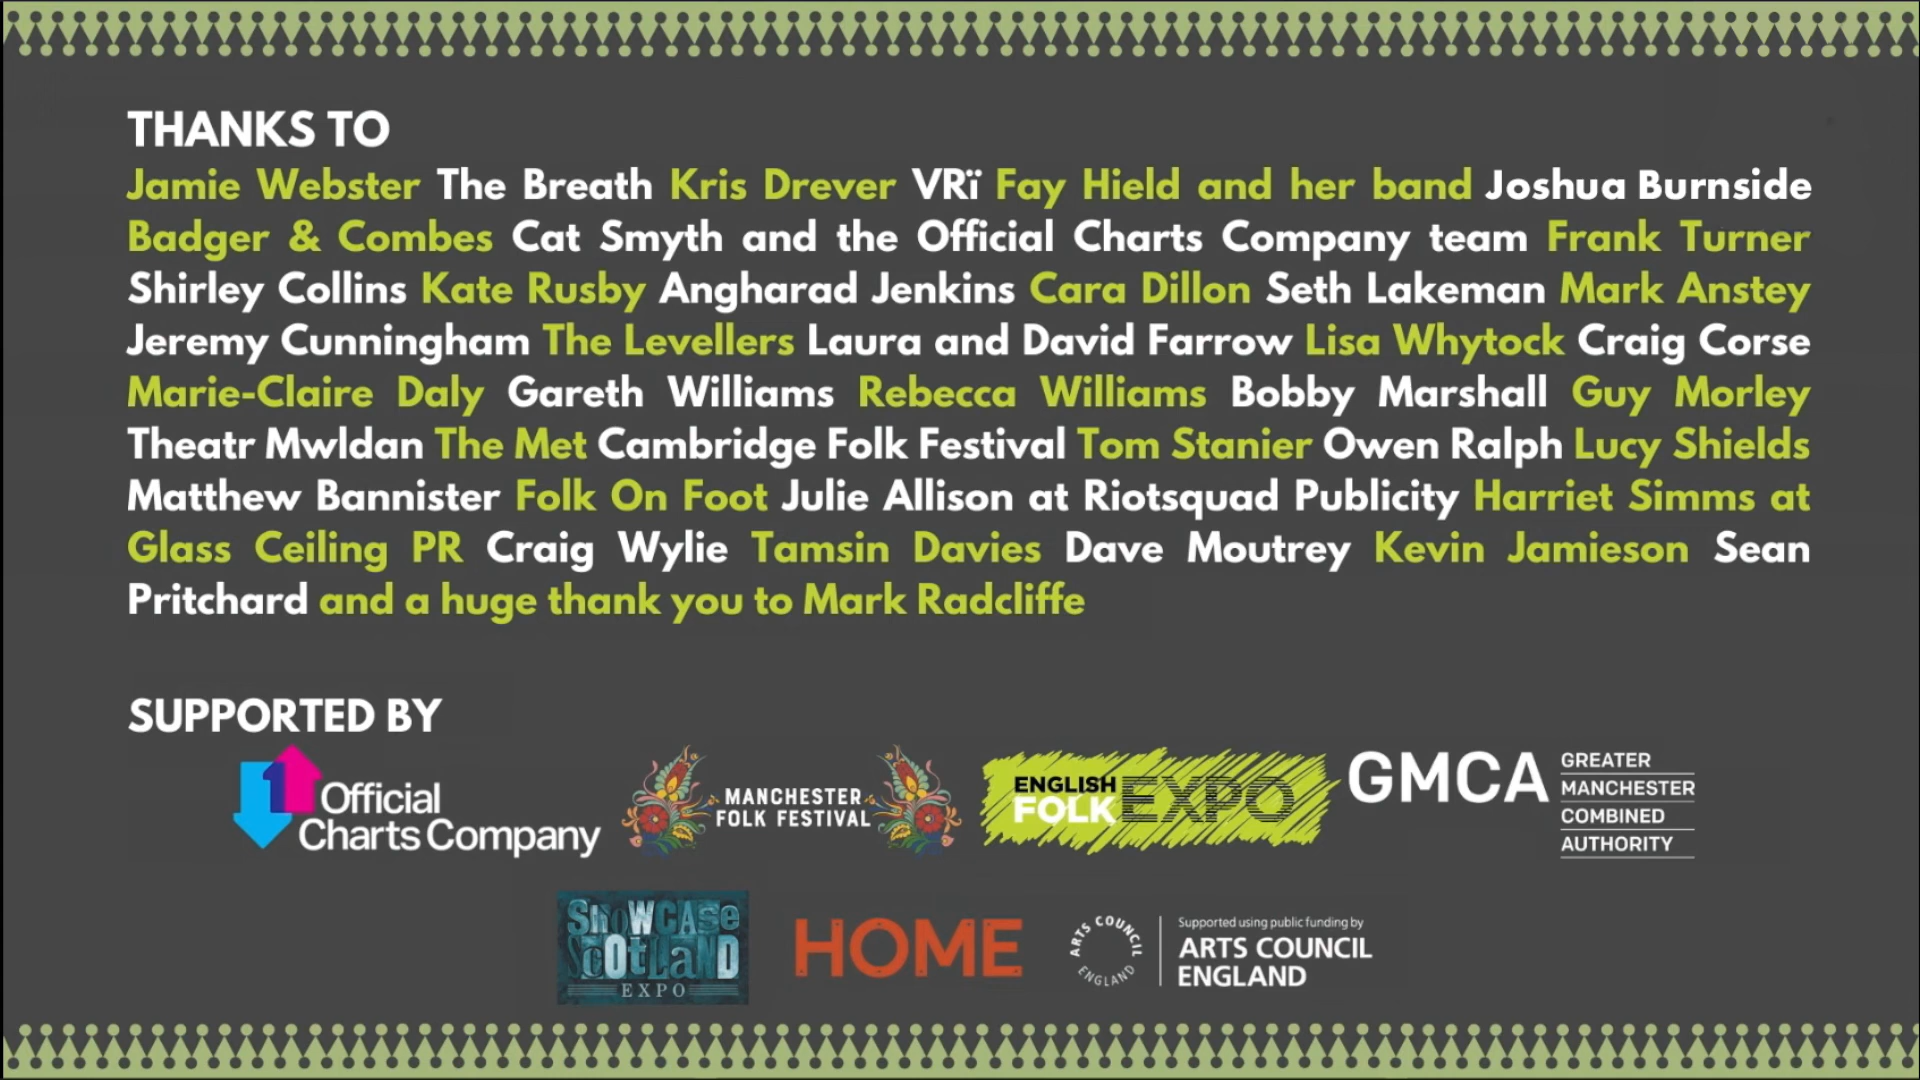 THANKS TO
Jamie Webster The Breath Kris Drever VRï Fay Hield and her band Joshua Burnside
Badger & Combes Cat Smyth and the Official Charts Company team Frank Turner
Shirley Collins Kate Rusby Angharad Jenkins Cara Dillon Seth Lakeman Mark Anstey
Jeremy Cunningham The Levellers Laura and David Farrow Lisa Whytock Craig Corse
Marie-Claire Daly Gareth Williams Rebecca Williams Bobby Marshall Guy Morley
Theatr Mwldan The Met Cambridge Folk Festival Tom Stanier Owen Ralph Lucy Shields
Matthew Bannister Folk On Foot Julie Allison at Riotsquad Publicity Harriet Simms at
Glass Ceiling PR Craig Wylie Tamsin Davies Dave Moutrey Kevin Jamieson Sean
Pritchard and a huge thank you to Mark Radcliffe
SUPPORTED BY
Official
Charts Company
MANCHESTER
FOLK FESTIVAL
ENGLISH
FOLK
EXPO
GMCA
GREATER
MANCHESTER
COMBINED
AUTHORITY
SHOWCASE
SCOTLAND
EXPO
HOME
ARTS COUNCIL
ENGLAND
Supported using public funding by
ARTS COUNCIL
ENGLAND